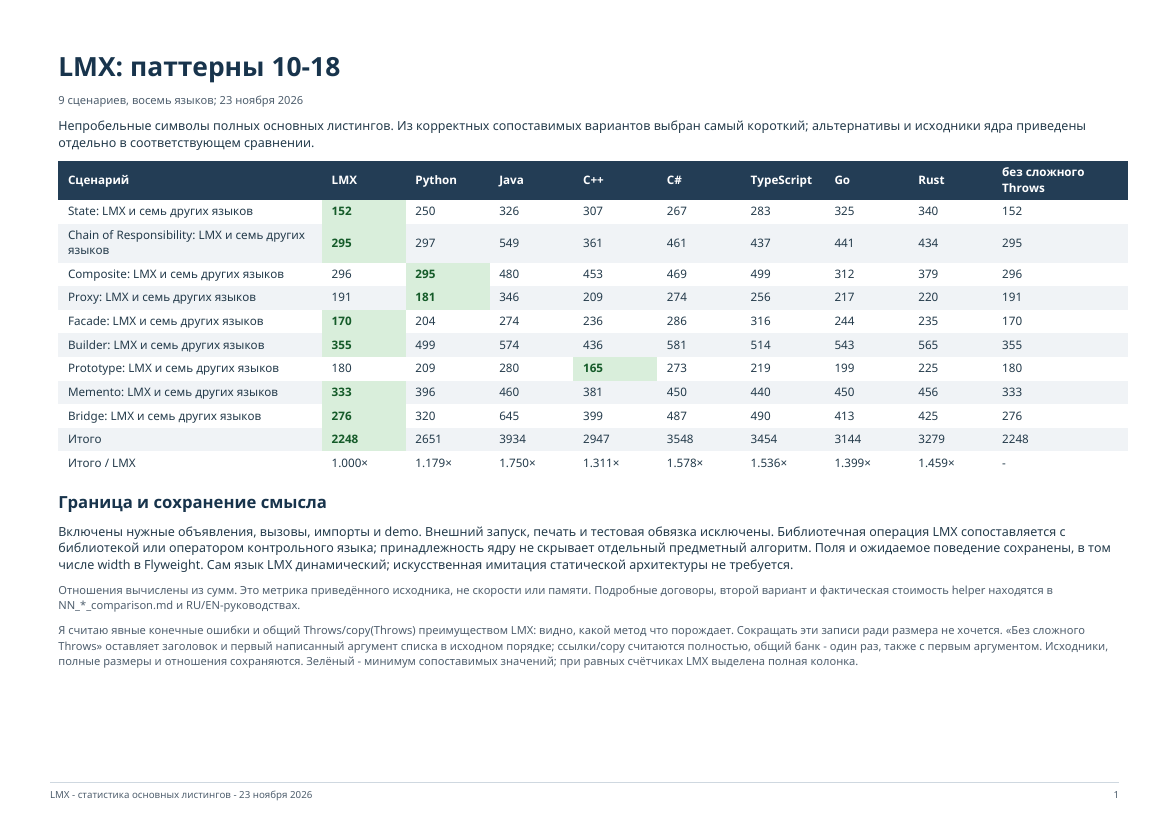 LMX: паттерны 10-18
9 сценариев, восемь языков; 23 ноября 2026
Непробельные символы полных основных листингов. Из корректных сопоставимых вариантов выбран самый короткий; альтернативы и исходники ядра приведены
отдельно в соответствующем сравнении.
Сценарий LMX Python Java C++ C# TypeScript Go Rust без сложного
Throws
State: LMX и семь других языков 152 250 326 307 267 283 325 340 152
Chain of Responsibility: LMX и семь других
языков 295 297 549 361 461 437 441 434 295
Composite: LMX и семь других языков 296 295 480 453 469 499 312 379 296
Proxy: LMX и семь других языков 191 181 346 209 274 256 217 220 191
Facade: LMX и семь других языков 170 204 274 236 286 316 244 235 170
Builder: LMX и семь других языков 355 499 574 436 581 514 543 565 355
Prototype: LMX и семь других языков 180 209 280 165 273 219 199 225 180
Memento: LMX и семь других языков 333 396 460 381 450 440 450 456 333
Bridge: LMX и семь других языков 276 320 645 399 487 490 413 425 276
Итого 2248 2651 3934 2947 3548 3454 3144 3279 2248
Итого / LMX 1.000× 1.179× 1.750× 1.311× 1.578× 1.536× 1.399× 1.459× -
Граница и сохранение смысла
Включены нужные объявления, вызовы, импорты и demo. Внешний запуск, печать и тестовая обвязка исключены. Библиотечная операция LMX сопоставляется с
библиотекой или оператором контрольного языка; принадлежность ядру не скрывает отдельный предметный алгоритм. Поля и ожидаемое поведение сохранены, в том
числе width в Flyweight. Сам язык LMX динамический; искусственная имитация статической архитектуры не требуется.
Отношения вычислены из сумм. Это метрика приведённого исходника, не скорости или памяти. Подробные договоры, второй вариант и фактическая стоимость helper находятся в
NN_*_comparison.md и RU/EN-руководствах.
Я считаю явные конечные ошибки и общий Throws/copy(Throws) преимуществом LMX: видно, какой метод что порождает. Сокращать эти записи ради размера не хочется. «Без сложного
Throws» оставляет заголовок и первый написанный аргумент списка в исходном порядке; ссылки/copy считаются полностью, общий банк - один раз, также с первым аргументом. Исходники,
полные размеры и отношения сохраняются. Зелёный - минимум сопоставимых значений; при равных счётчиках LMX выделена полная колонка.
LMX - статистика основных листингов - 23 ноября 2026 1